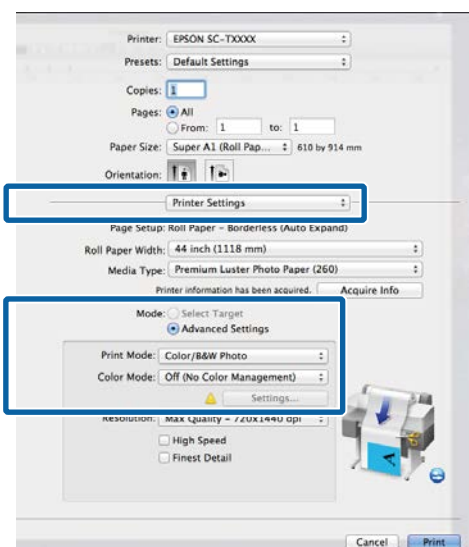 Printer: EPSON SC-TXXXX
Presets: Default Settings
Copies: 1
Pages: All
From: 1 to: 1
Paper Size: Super A1 (Roll Pap... 610 by 914 mm
Orientation:
Printer Settings
Page Setup: Roll Paper - Borderless (Auto Expand)
Roll Paper Width: 44 inch (1118 mm)
Media Type: Premium Luster Photo Paper (260)
Printer information has been acquired. Acquire Info
Mode: Select Target
Advanced Settings
Print Mode: Color/B&W Photo
Color Mode: Off (No Color Management)
Settings...
Resolution: Max Quality - 720x1440 dpi
High Speed
Finest Detail
Cancel Print